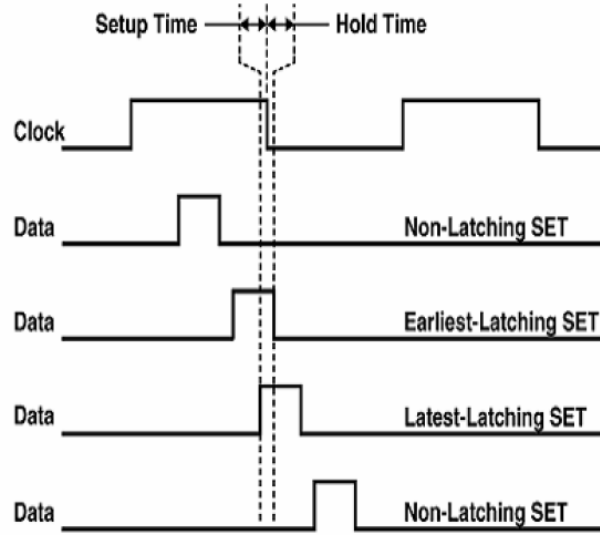 Setup Time
Hold Time
Clock
Data
Non-Latching SET
Data
Earliest-Latching SET
Data
Latest-Latching SET
Data
Non-Latching SET